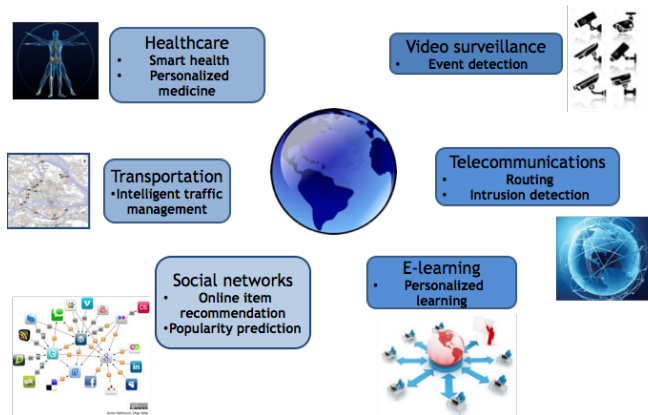 Healthcare
• Smart health
• Personalized
medicine
Video surveillance
• Event detection
Transportation
•Intelligent traffic
management
Telecommunications
• Routing
• Intrusion detection
Social networks
• Online item
recommendation
•Popularity prediction
E-learning
• Personalized
learning